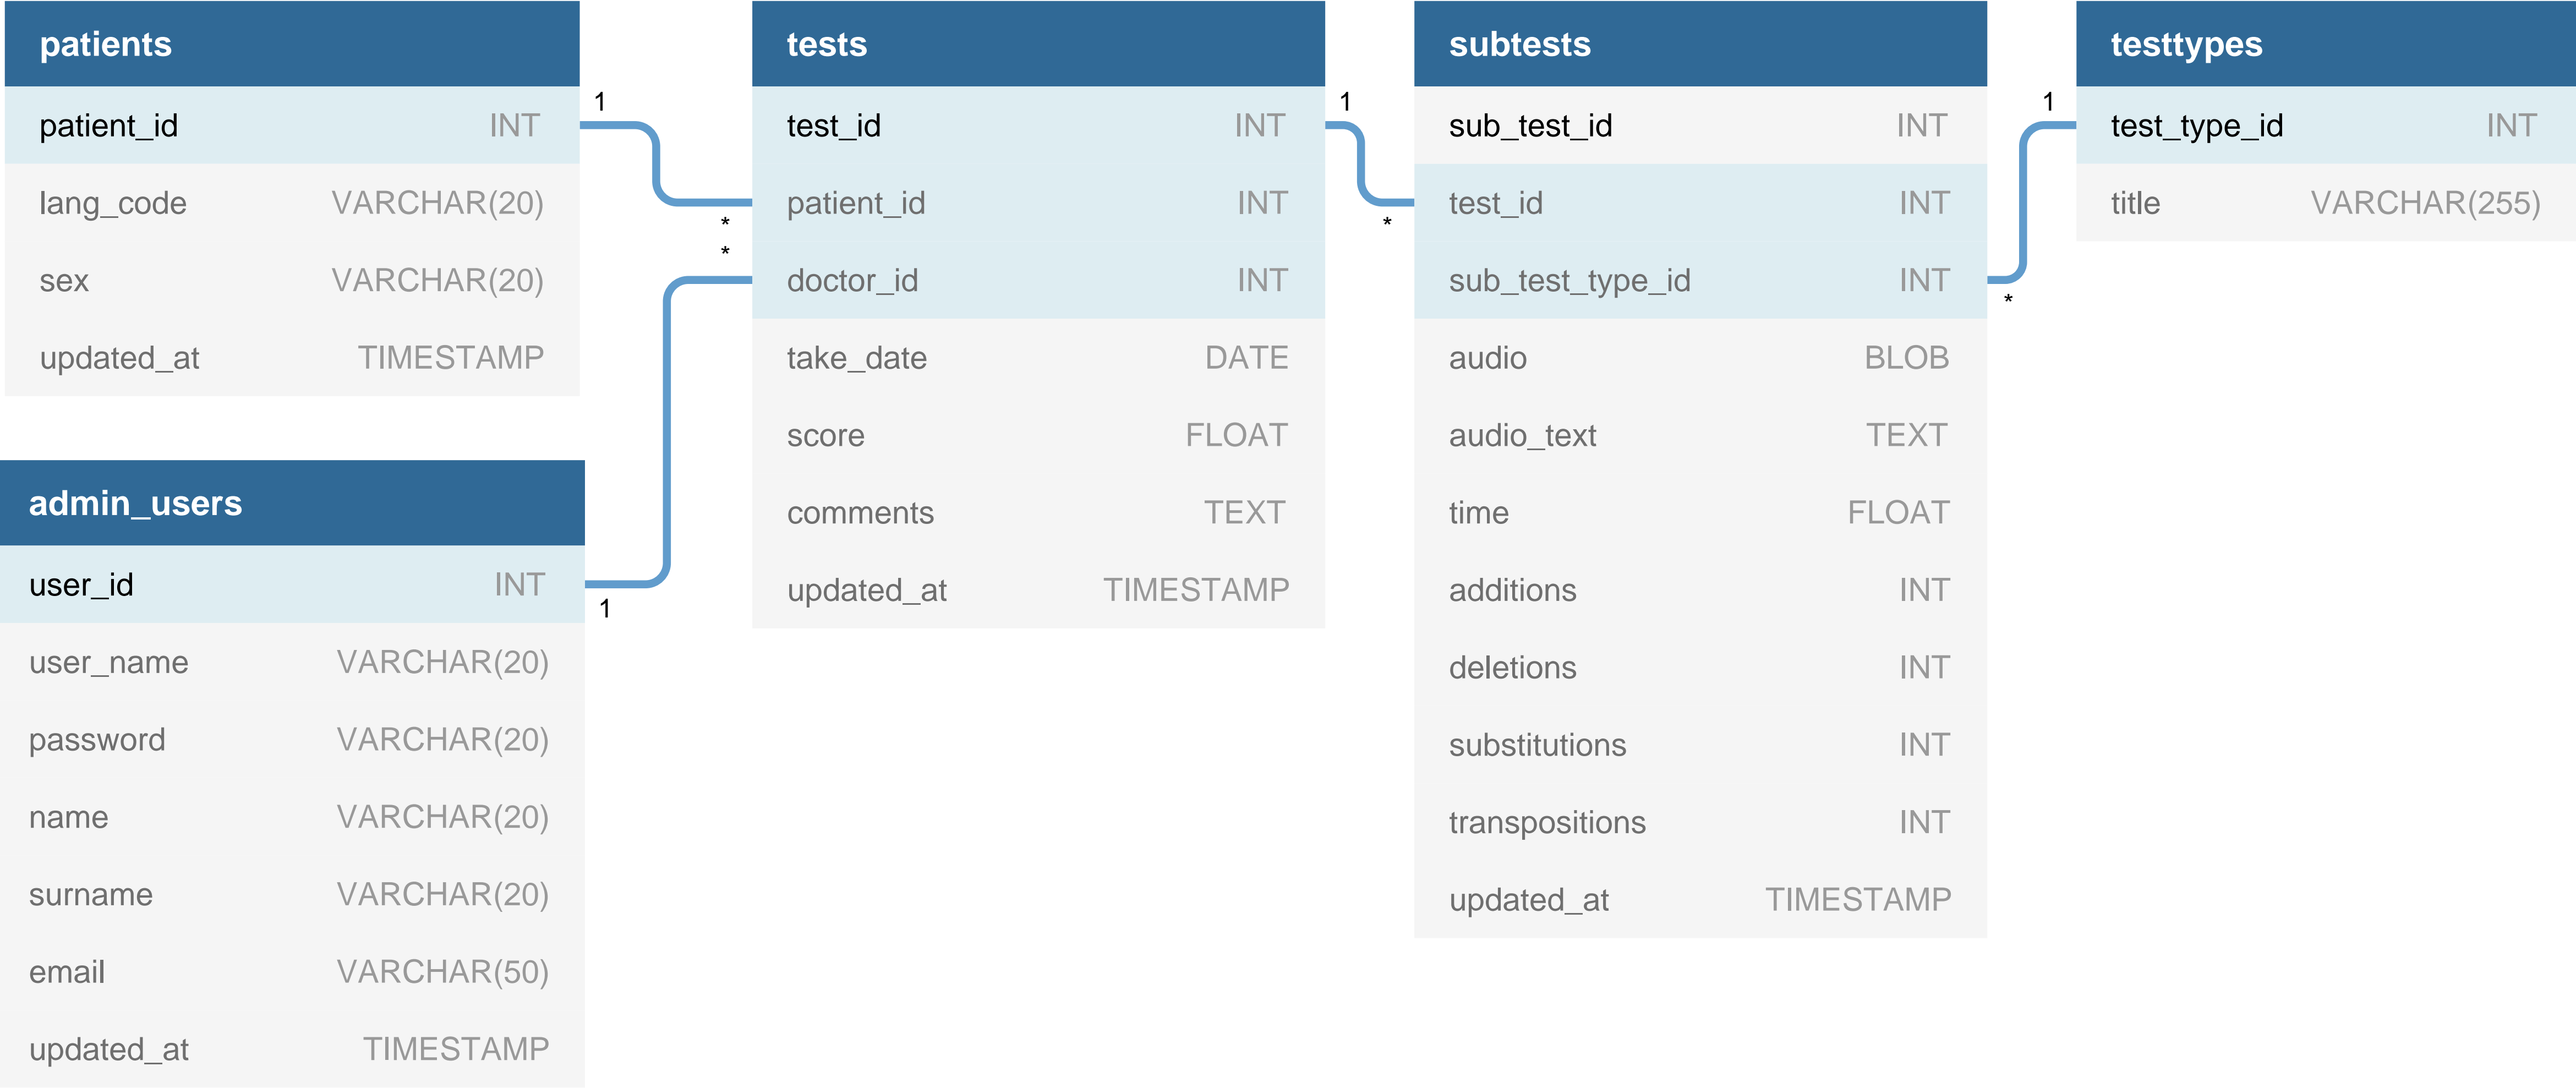 patients
patient_id INT
lang_code VARCHAR(20)
sex VARCHAR(20)
updated_at TIMESTAMP
1
*
admin_users
user_id INT
user_name VARCHAR(20)
password VARCHAR(20)
name VARCHAR(20)
surname VARCHAR(20)
email VARCHAR(50)
updated_at TIMESTAMP
1
*
tests
test_id INT
patient_id INT
doctor_id INT
take_date DATE
score FLOAT
comments TEXT
updated_at TIMESTAMP
1
*
subtests
sub_test_id INT
test_id INT
sub_test_type_id INT
audio BLOB
audio_text TEXT
time FLOAT
additions INT
deletions INT
substitutions INT
transpositions INT
updated_at TIMESTAMP
1
*
testtypes
test_type_id INT
title VARCHAR(255)